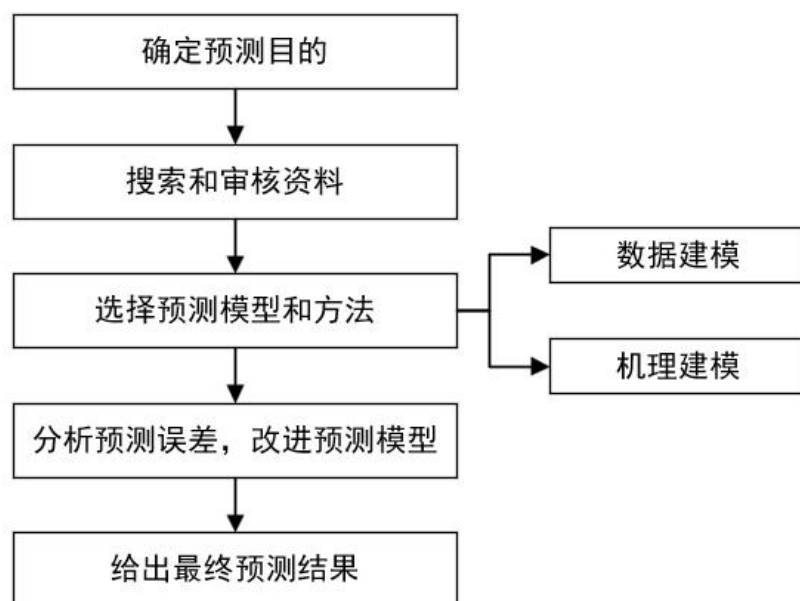 确定预测目的
搜索和审核资料
选择预测模型和方法
数据建模
机理建模
分析预测误差，改进预测模型
给出最终预测结果